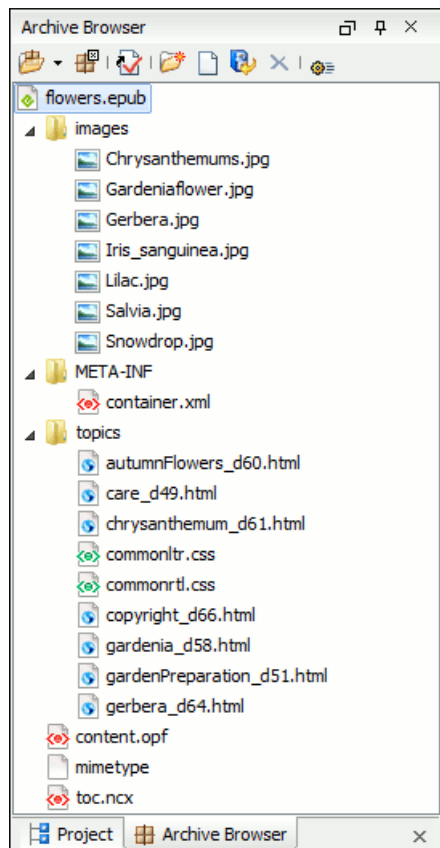 Archive Browser
flowers.epub
images
Chrysanthemums.jpg
Gardeniaflower.jpg
Gerbera.jpg
Iris_sanguinea.jpg
Lilac.jpg
Salvia.jpg
Snowdrop.jpg
META-INF
container.xml
topics
autumnFlowers_d60.html
care_d49.html
chrysanthemum_d61.html
commonltr.css
commonrtl.css
copyright_d66.html
gardenia_d58.html
gardenPreparation_d51.html
gerbera_d64.html
content.opf
mimetype
toc.ncx
Project Archive Browser